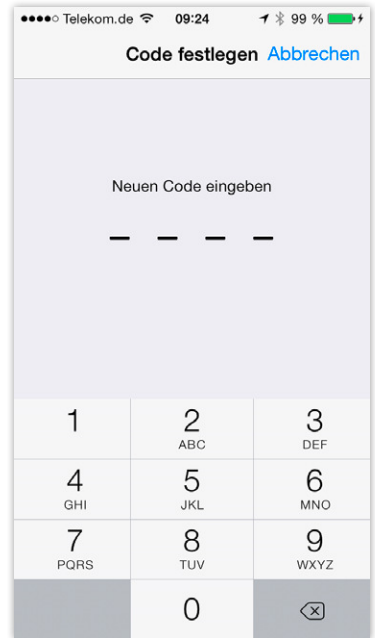 Telekom.de 09:24 99 %
Code festlegen Abbrechen
Neuen Code eingeben
1 2 3
ABC DEF
4 5 6
GHI JKL MNO
7 8 9
PQRS TUV WXYZ
0